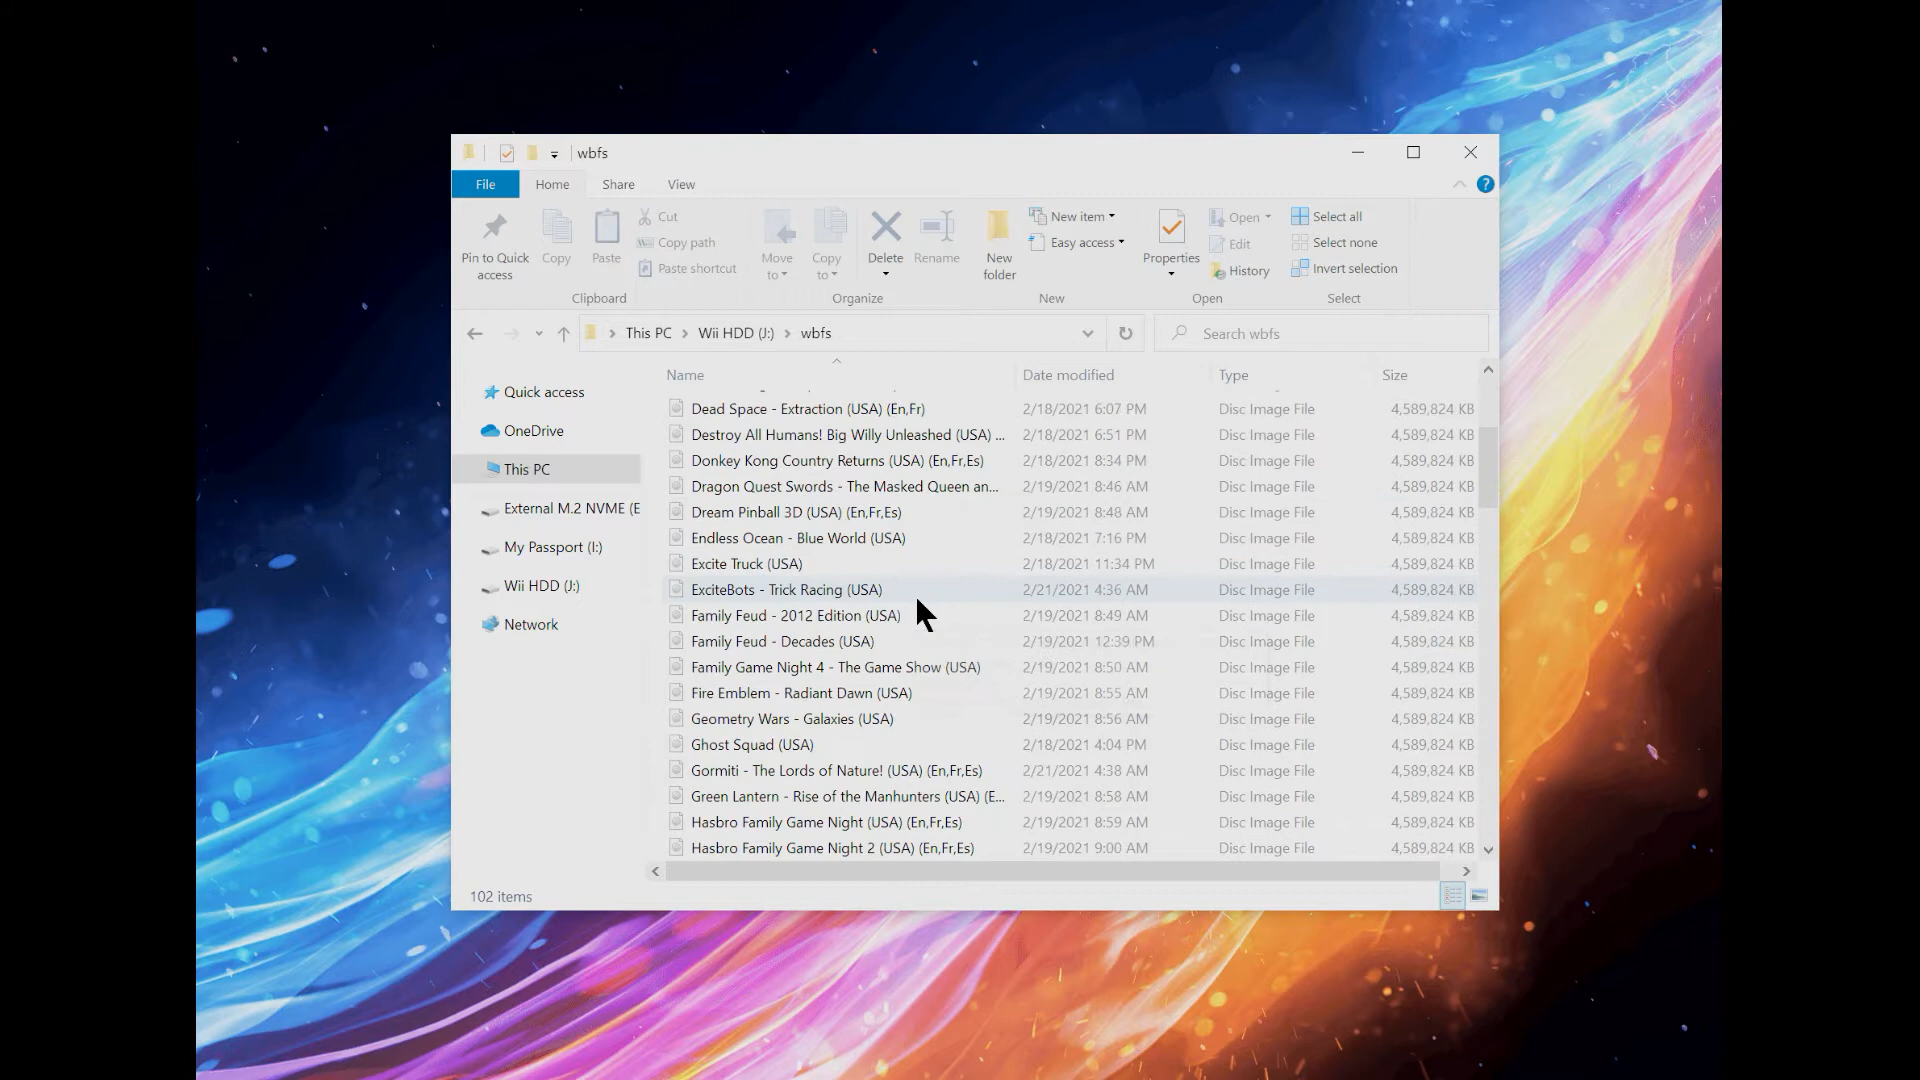 wbfs
File Home Share View
Pin to Quick access
Copy
Paste
Cut
Copy path
Paste shortcut
Clipboard
Move to
Copy to
Delete
Rename
Organize
New folder
New item
Easy access
New
Properties
Open
Edit
History
Open
Select all
Select none
Invert selection
Select
This PC > Wii HDD (J:) > wbfs
Search wbfs
Quick access
OneDrive
This PC
External M.2 NVME (E
My Passport (I:)
Wii HDD (J:)
Network
Name Date modified Type Size
Dead Space - Extraction (USA) (En,Fr) 2/18/2021 6:07 PM Disc Image File 4,589,824 KB
Destroy All Humans! Big Willy Unleashed (USA) ... 2/18/2021 6:51 PM Disc Image File 4,589,824 KB
Donkey Kong Country Returns (USA) (En,Fr,Es) 2/18/2021 8:34 PM Disc Image File 4,589,824 KB
Dragon Quest Swords - The Masked Queen an... 2/19/2021 8:46 AM Disc Image File 4,589,824 KB
Dream Pinball 3D (USA) (En,Fr,Es) 2/19/2021 8:48 AM Disc Image File 4,589,824 KB
Endless Ocean - Blue World (USA) 2/18/2021 7:16 PM Disc Image File 4,589,824 KB
Excite Truck (USA) 2/18/2021 11:34 PM Disc Image File 4,589,824 KB
ExciteBots - Trick Racing (USA) 2/21/2021 4:36 AM Disc Image File 4,589,824 KB
Family Feud - 2012 Edition (USA) 2/19/2021 8:49 AM Disc Image File 4,589,824 KB
Family Feud - Decades (USA) 2/19/2021 12:39 PM Disc Image File 4,589,824 KB
Family Game Night 4 - The Game Show (USA) 2/19/2021 8:50 AM Disc Image File 4,589,824 KB
Fire Emblem - Radiant Dawn (USA) 2/19/2021 8:55 AM Disc Image File 4,589,824 KB
Geometry Wars - Galaxies (USA) 2/19/2021 8:56 AM Disc Image File 4,589,824 KB
Ghost Squad (USA) 2/18/2021 4:04 PM Disc Image File 4,589,824 KB
Gormiti - The Lords of Nature! (USA) (En,Fr,Es) 2/21/2021 4:38 AM Disc Image File 4,589,824 KB
Green Lantern - Rise of the Manhunters (USA) (E... 2/19/2021 8:58 AM Disc Image File 4,589,824 KB
Hasbro Family Game Night (USA) (En,Fr,Es) 2/19/2021 8:59 AM Disc Image File 4,589,824 KB
Hasbro Family Game Night 2 (USA) (En,Fr,Es) 2/19/2021 9:00 AM Disc Image File 4,589,824 KB
102 items